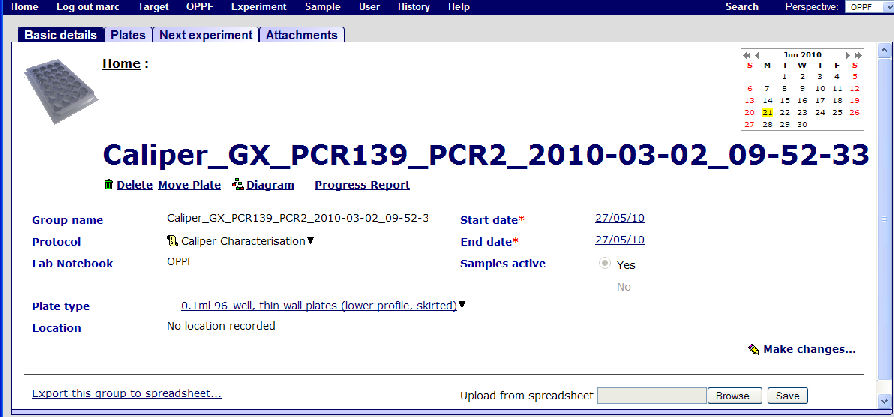 Home Log out marc Target OPPF Experiment Sample User History Help Search Perspective: OPPF
Basic details Plates Next experiment Attachments
Home :
Jun 2010
S M T W T F S
1 2 3 4 5
6 7 8 9 10 11 12
13 14 15 16 17 18 19
20 21 22 23 24 25 26
27 28 29 30
Caliper_GX_PCR139_PCR2_2010-03-02_09-52-33
Delete Move Plate Diagram Progress Report
Group name Caliper_GX_PCR139_PCR2_2010-03-02_09-52-3 Start date* 27/05/10
Protocol Caliper Characterisation End date* 27/05/10
Lab Notebook OPPF Samples active Yes
No
Plate type 0.1ml 96-well, thin wall plates (lower profile, skirted)
Location No location recorded
Make changes...
Export this group to spreadsheet... Upload from spreadsheet Browse Save